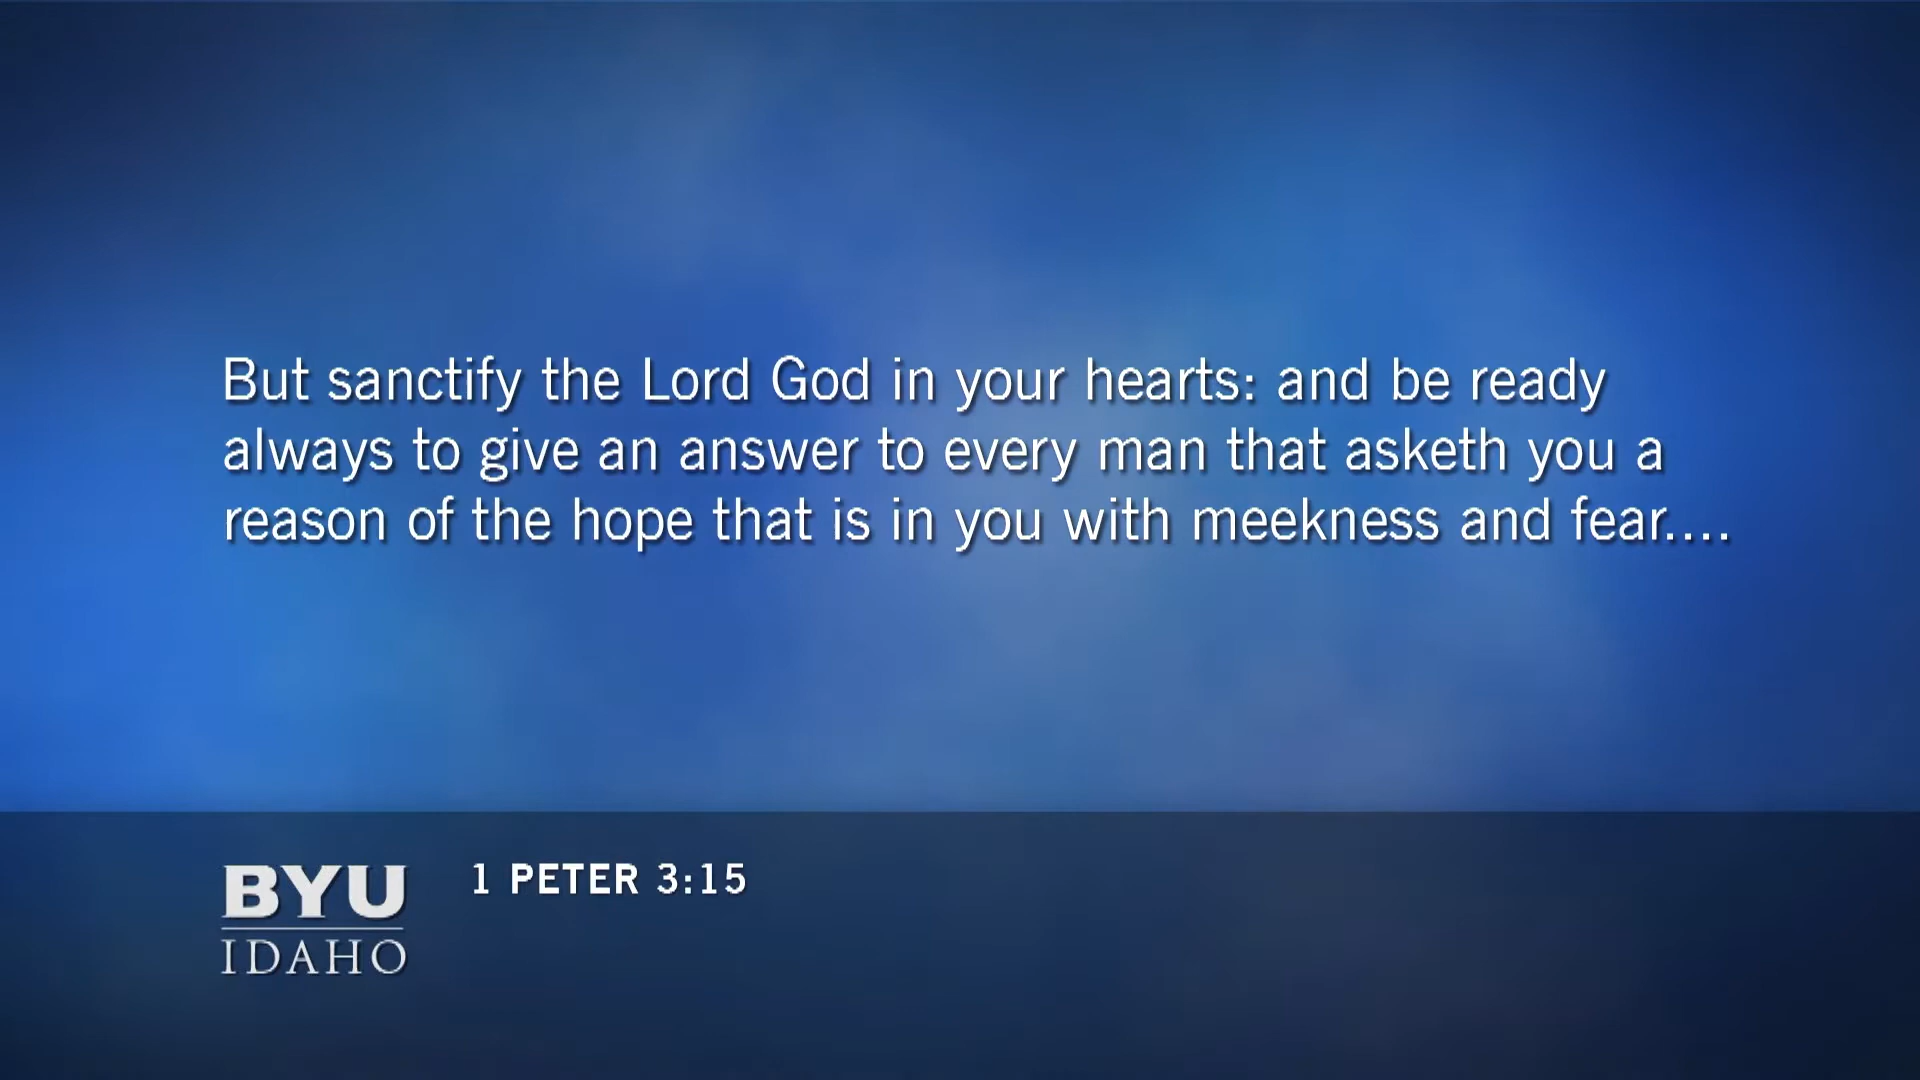 But sanctify the Lord God in your hearts: and be ready
always to give an answer to every man that asketh you a
reason of the hope that is in you with meekness and fear....
BYU
IDAHO
1 PETER 3:15